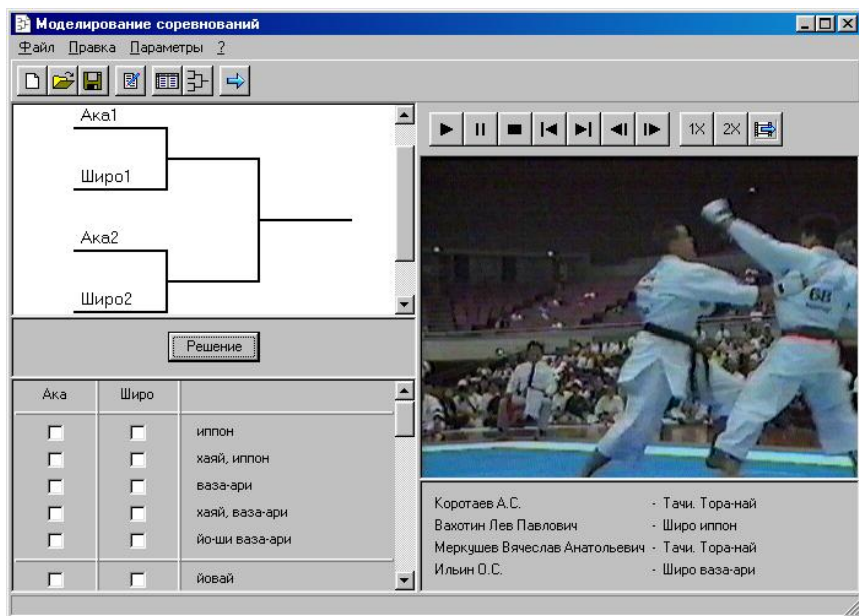 Моделирование соревнований
Файл Правка Параметры ?
1X 2X
Ака1
Широ1
Ака2
Широ2
Решение
Ака Широ
иппон
хаяй, иппон
ваза-ари
хаяй, ваза-ари
йо-ши ваза-ари
йовай
68
Коротаев А.С. - Тачи. Тора-най
Вахотин Лев Павлович - Широ иппон
Меркушев Вячеслав Анатольевич - Тачи. Тора-най
Ильин О.С. - Широ ваза-ари